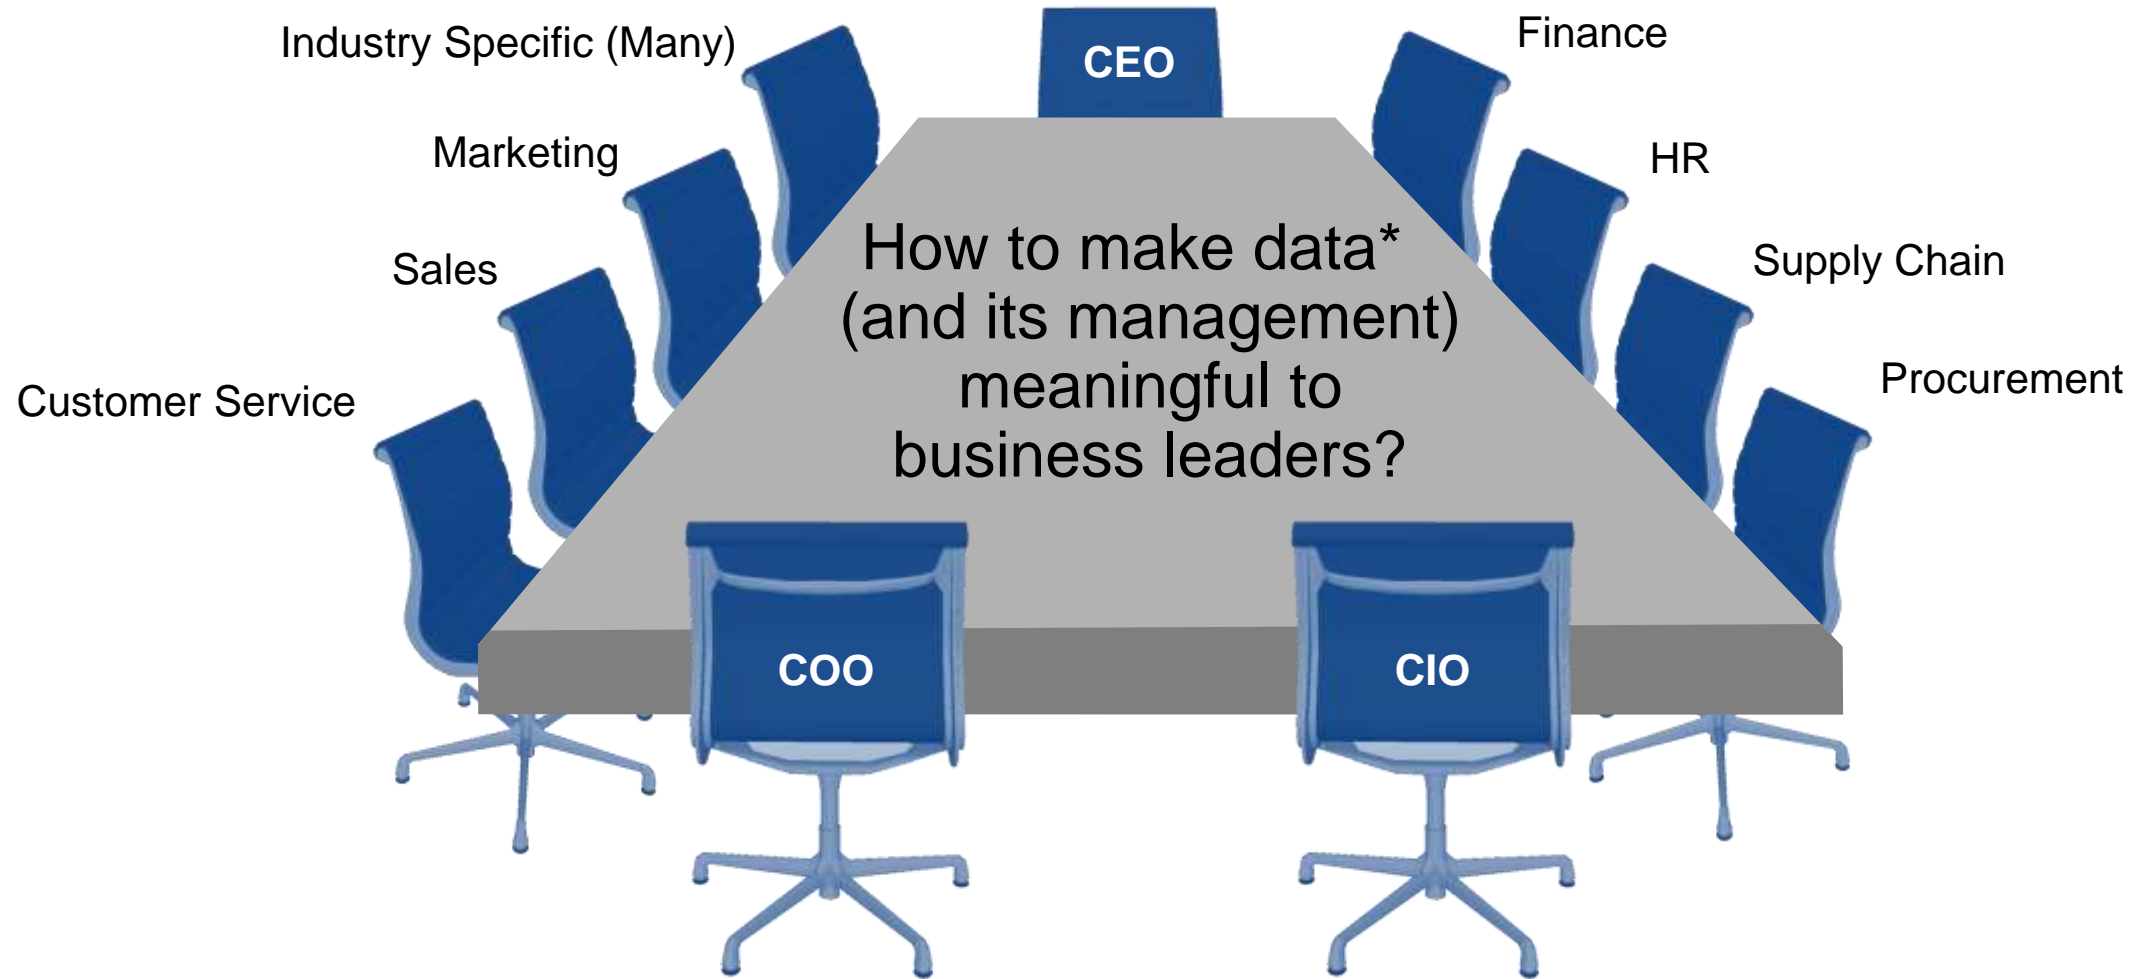 Industry Specific (Many)
CEO
Finance
Marketing
HR
Sales
Supply Chain
Customer Service
Procurement
How to make data*
(and its management)
meaningful to
business leaders?
COO
CIO